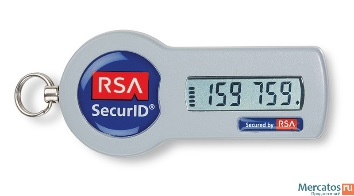 RSA
SecurID®
159 759.
Secured by RSA
Mercatos.ru